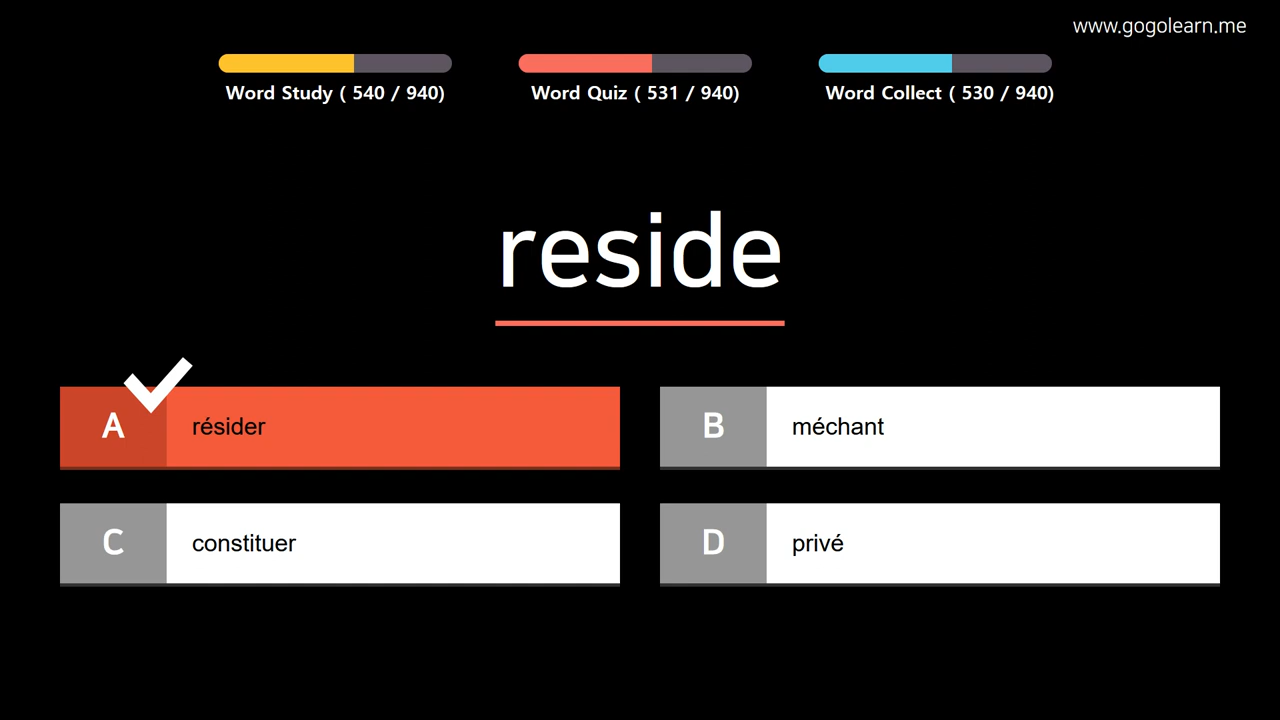 www.gogolearn.me
Word Study ( 540 / 940)
Word Quiz ( 531 / 940)
Word Collect ( 530 / 940)
reside
A résider
B méchant
C constituer
D privé